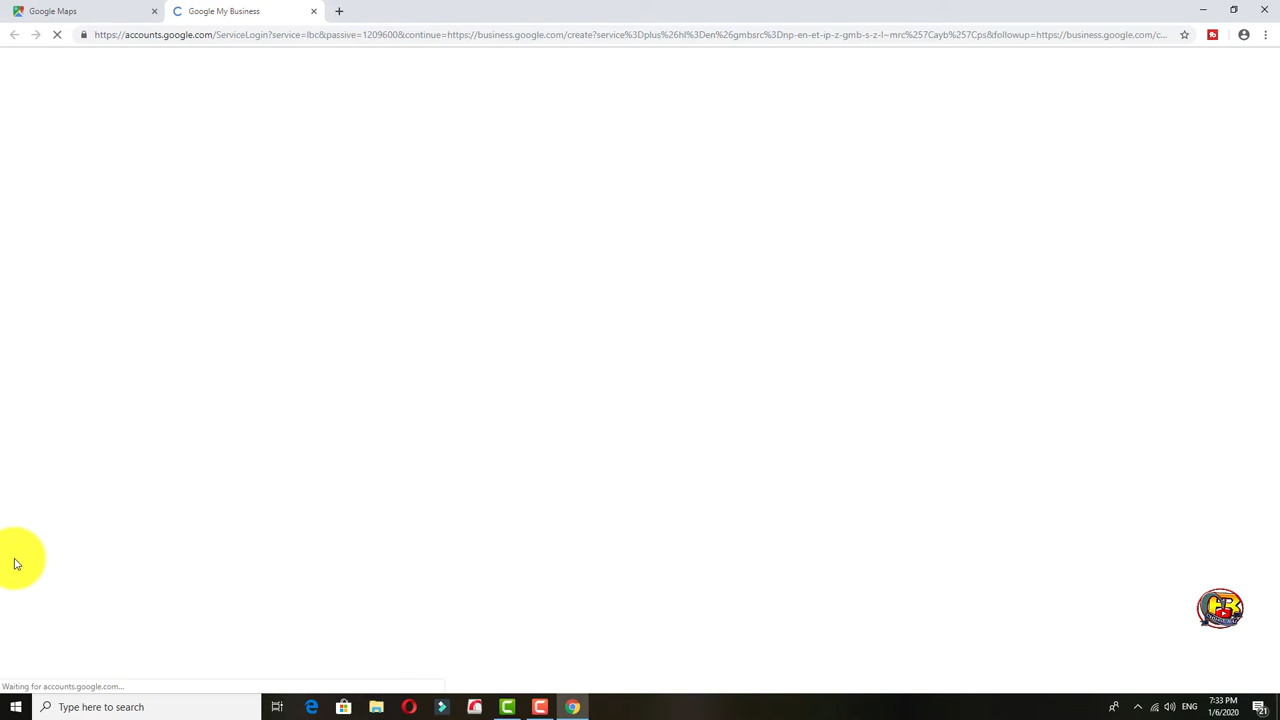 Google Maps
Google My Business
https://accounts.google.com/ServiceLogin?service=lbc&passive=1209600&continue=https://business.google.com/create?service%3Dplus%26hl%3Den%26gmbsrc%3Dnp-en-et-ip-z-gmb-s-z-l~mrc%257Cayb%257Cps&followup=https://business.google.com/c...
Waiting for accounts.google.com...
Type here to search
ENG
7:33 PM
1/6/2020
21